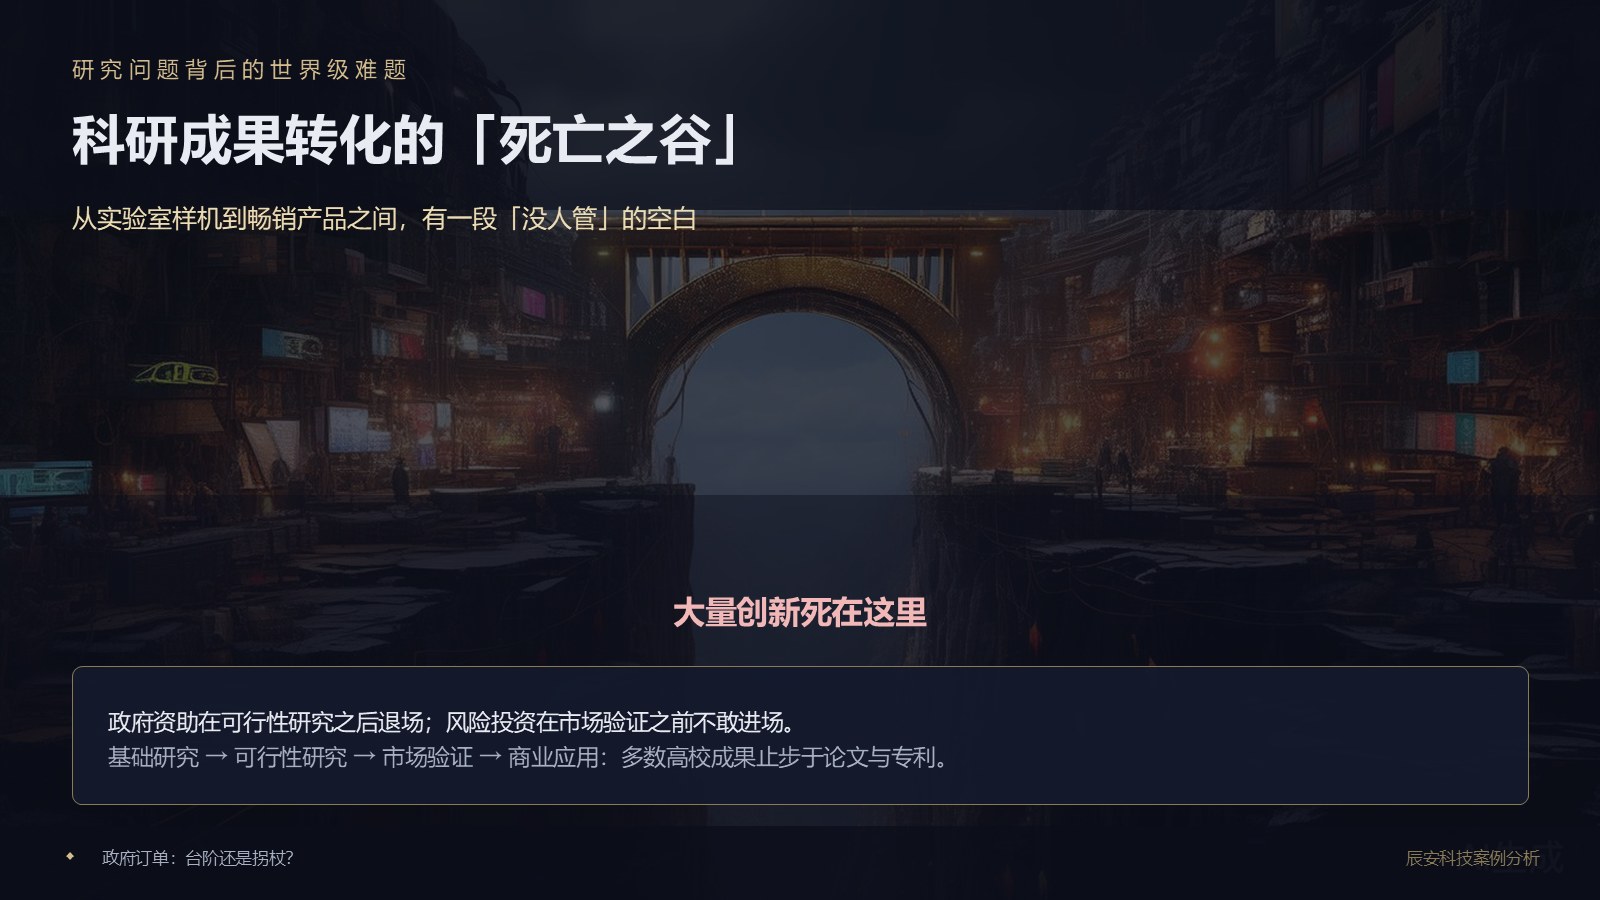 研究问题背后的世界级难题
科研成果转化的「死亡之谷」
从实验室样机到畅销产品之间，有一段「没人管」的空白
大量创新死在这里
政府资助在可行性研究之后退场；风险投资在市场验证之前不敢进场。
基础研究 → 可行性研究 → 市场验证 → 商业应用：多数高校成果止步于论文与专利。
政府订单：台阶还是拐杖？
辰安科技案例分析